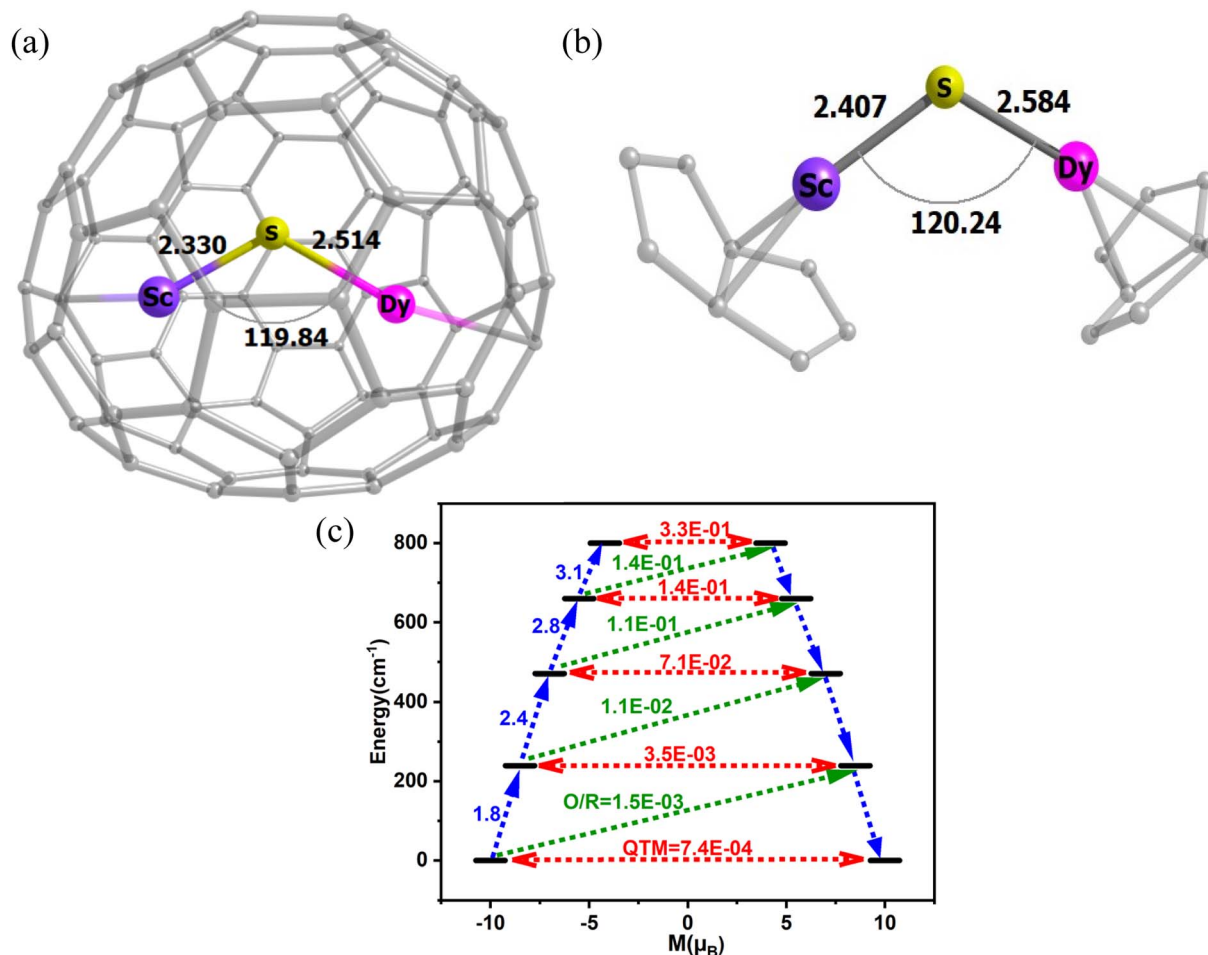 (a)
S
2.330
2.514
Sc
Dy
119.84
(b)
S
2.407
2.584
Sc
Dy
120.24
(c)
Energy(cm-1)
800
600
400
200
0
3.3E-01
1.4E-01
3.1
1.4E-01
2.8
1.1E-01
7.1E-02
2.4
1.1E-02
3.5E-03
1.8
O/R=1.5E-03
QTM=7.4E-04
-10 -5 0 5 10
M(μB)